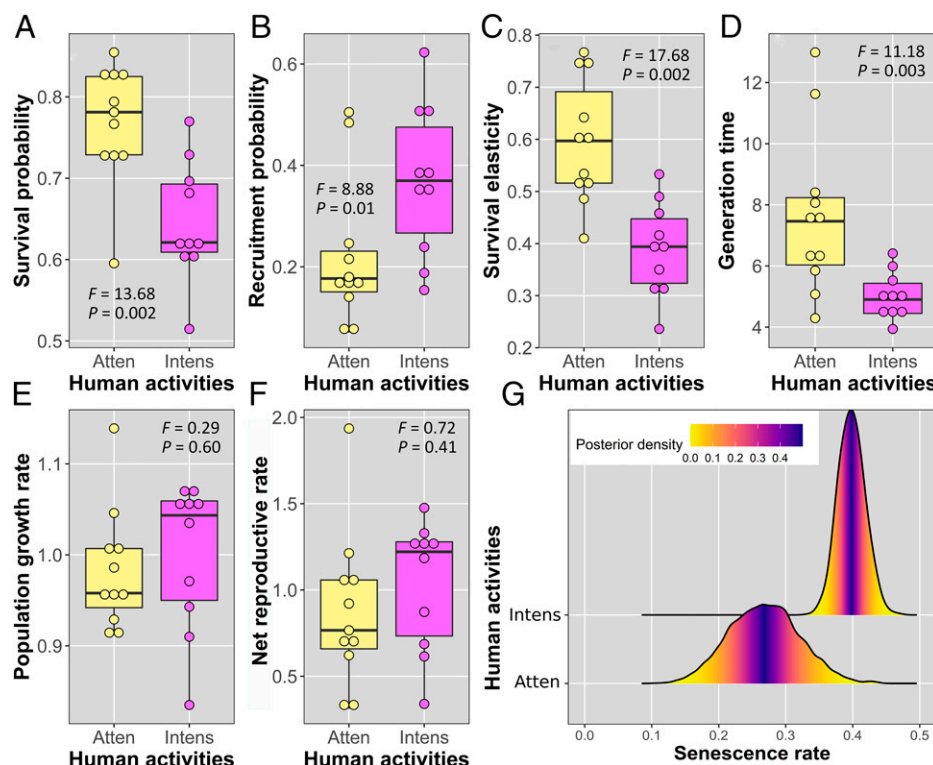 A
Survival probability
0.8
0.7
0.6
0.5
F = 13.68
P = 0.002
Atten Intens
Human activities
B
Recruitment probability
0.6
0.4
0.2
F = 8.88
P = 0.01
Atten Intens
Human activities
C
Survival elasticity
0.8
0.7
0.6
0.5
0.4
0.3
0.2
F = 17.68
P = 0.002
Atten Intens
Human activities
D
Generation time
12
10
8
6
4
F = 11.18
P = 0.003
Atten Intens
Human activities
E
Population growth rate
1.1
1.0
0.9
F = 0.29
P = 0.60
Atten Intens
Human activities
F
Net reproductive rate
2.0
1.5
1.0
0.5
F = 0.72
P = 0.41
Atten Intens
Human activities
G
Human activities
Posterior density
0.0 0.1 0.2 0.3 0.4
Intens
Atten
0.0 0.1 0.2 0.3 0.4 0.5
Senescence rate